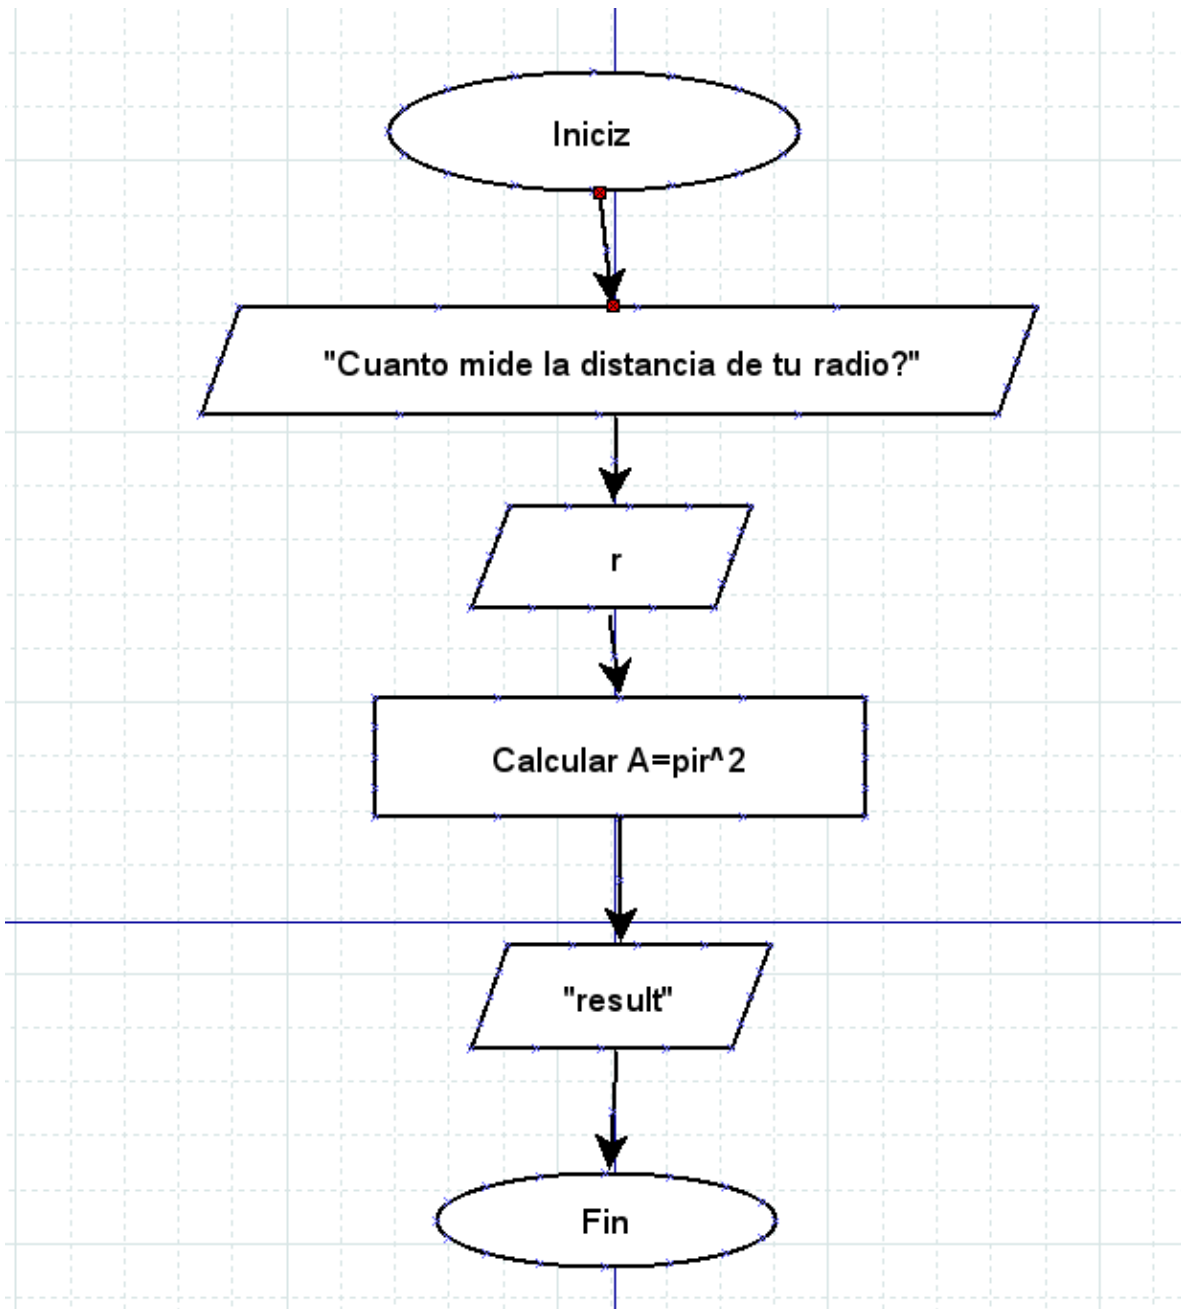 Iniciz
"Cuanto mide la distancia de tu radio?"
r
Calcular A=pir^2
"result"
Fin